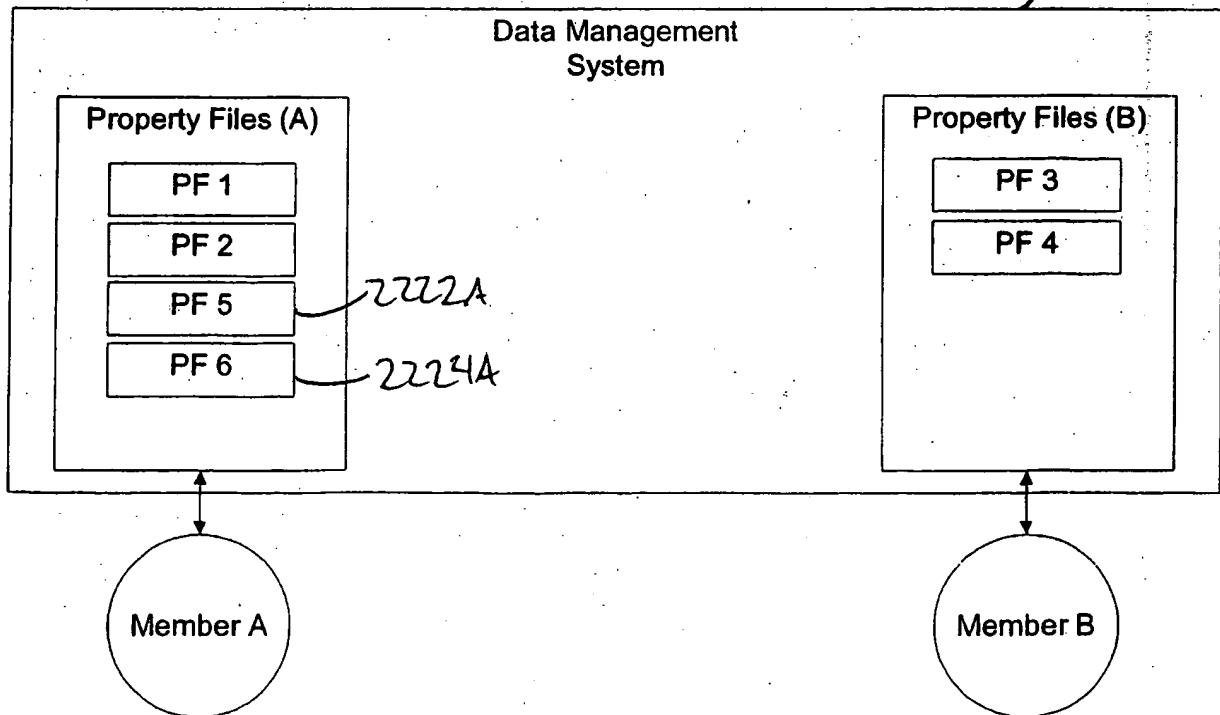 Data Management
System
Property Files (A)
PF 1
PF 2
PF 5
2222A
PF 6
2224A
Property Files (B)
PF 3
PF 4
Member A
Member B